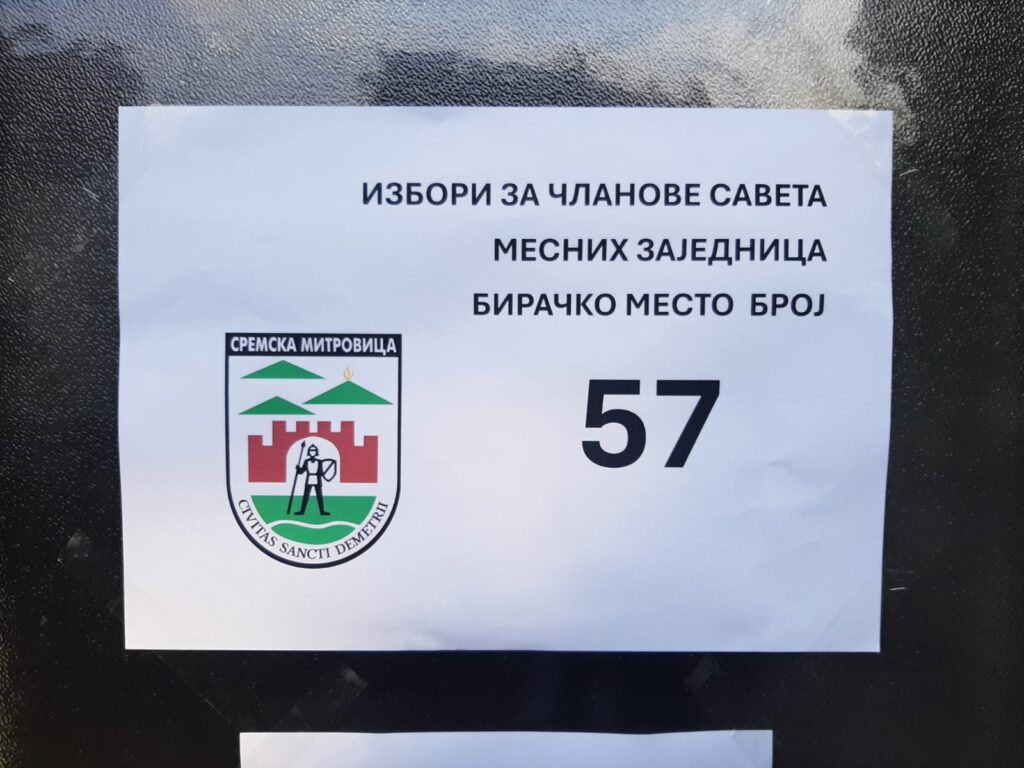 ИЗБОРИ ЗА ЧЛАНОВЕ САВЕТА
МЕСНИХ ЗАЈЕДНИЦА
БИРАЧКО МЕСТО БРОЈ
57
СРЕМСКА МИТРОВИЦА
CIVITAS SANCTI DEMETRII